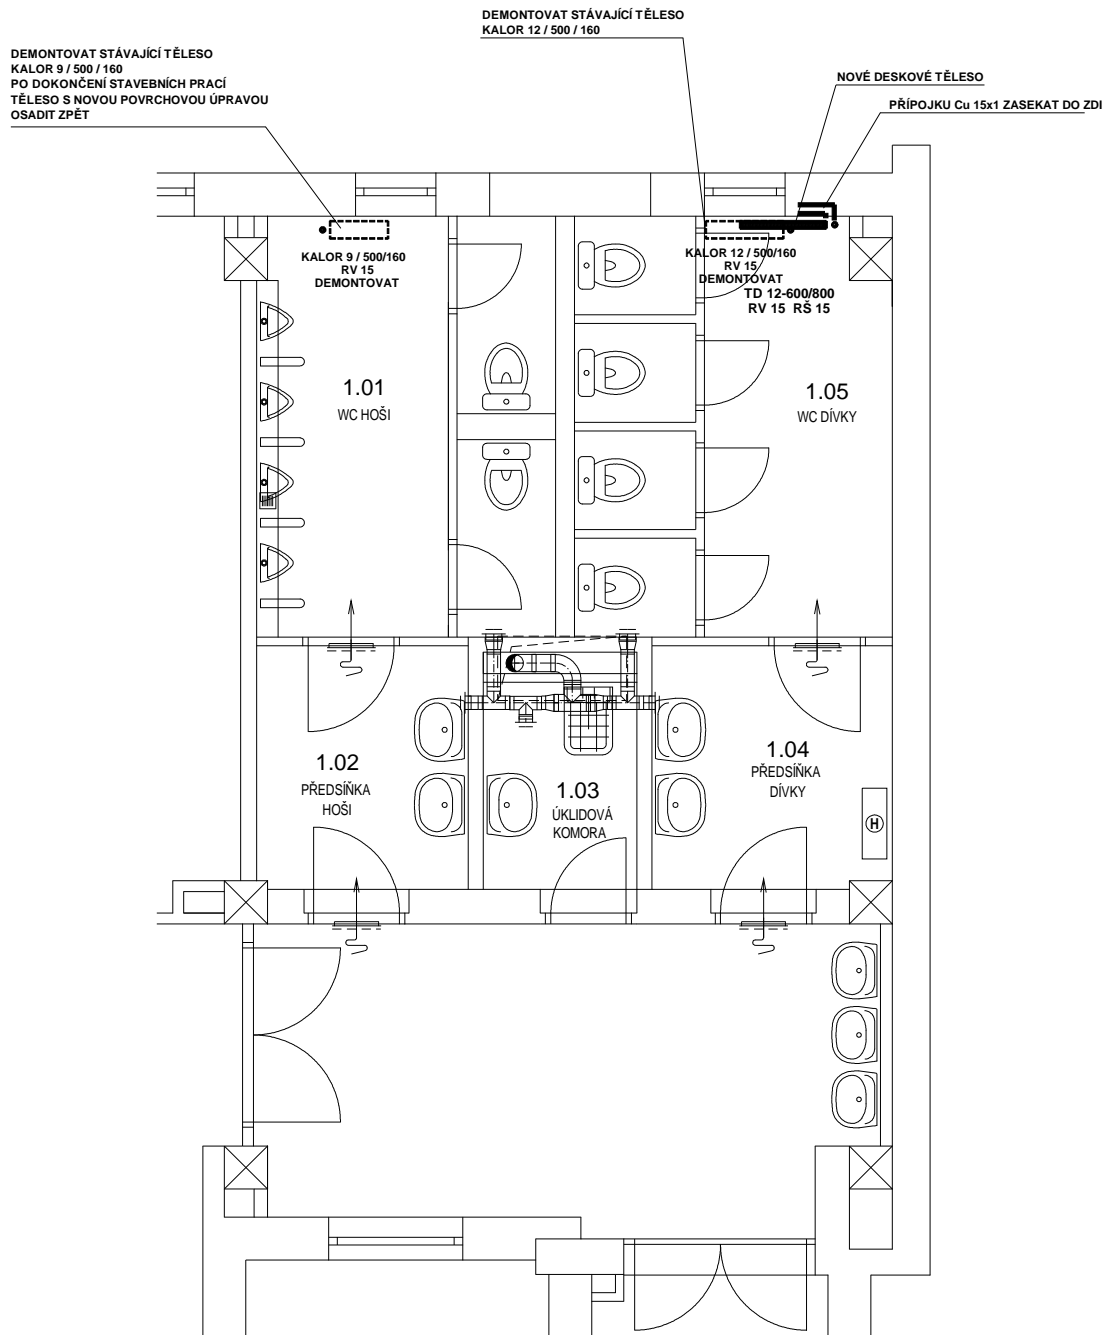 DEMONTOVAT STÁVAJÍCÍ TĚLESO
KALOR 12 / 500 / 160
DEMONTOVAT STÁVAJÍCÍ TĚLESO
KALOR 9 / 500 / 160
PO DOKONČENÍ STAVEBNÍCH PRACÍ
TĚLESO S NOVOU POVRCHOVOU ÚPRAVOU
OSADIT ZPĚT
NOVÉ DESKOVÉ TĚLESO
PŘÍPOJKU Cu 15x1 ZASEKAT DO ZDI
KALOR 9 / 500/160
RV 15
DEMONTOVAT
KALOR 12 / 500/160
RV 15
DEMONTOVAT
TD 12-600/800
RV 15 RŠ 15
1.01
WC HOŠI
1.05
WC DÍVKY
1.02
PŘEDSÍŇKA
HOŠI
1.03
ÚKLIDOVÁ
KOMORA
1.04
PŘEDSÍŇKA
DÍVKY
H